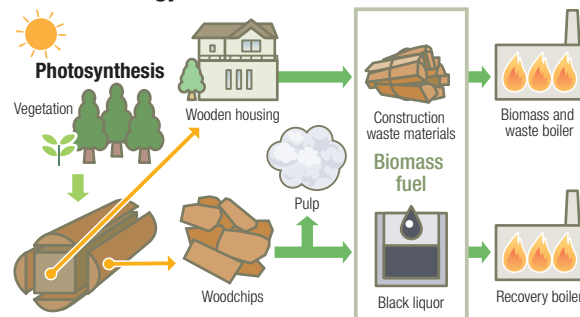 Photosynthesis
Vegetation
Wooden housing
Construction
waste materials
Biomass and
waste boiler
Biomass
fuel
Pulp
Woodchips
Black liquor
Recovery boiler